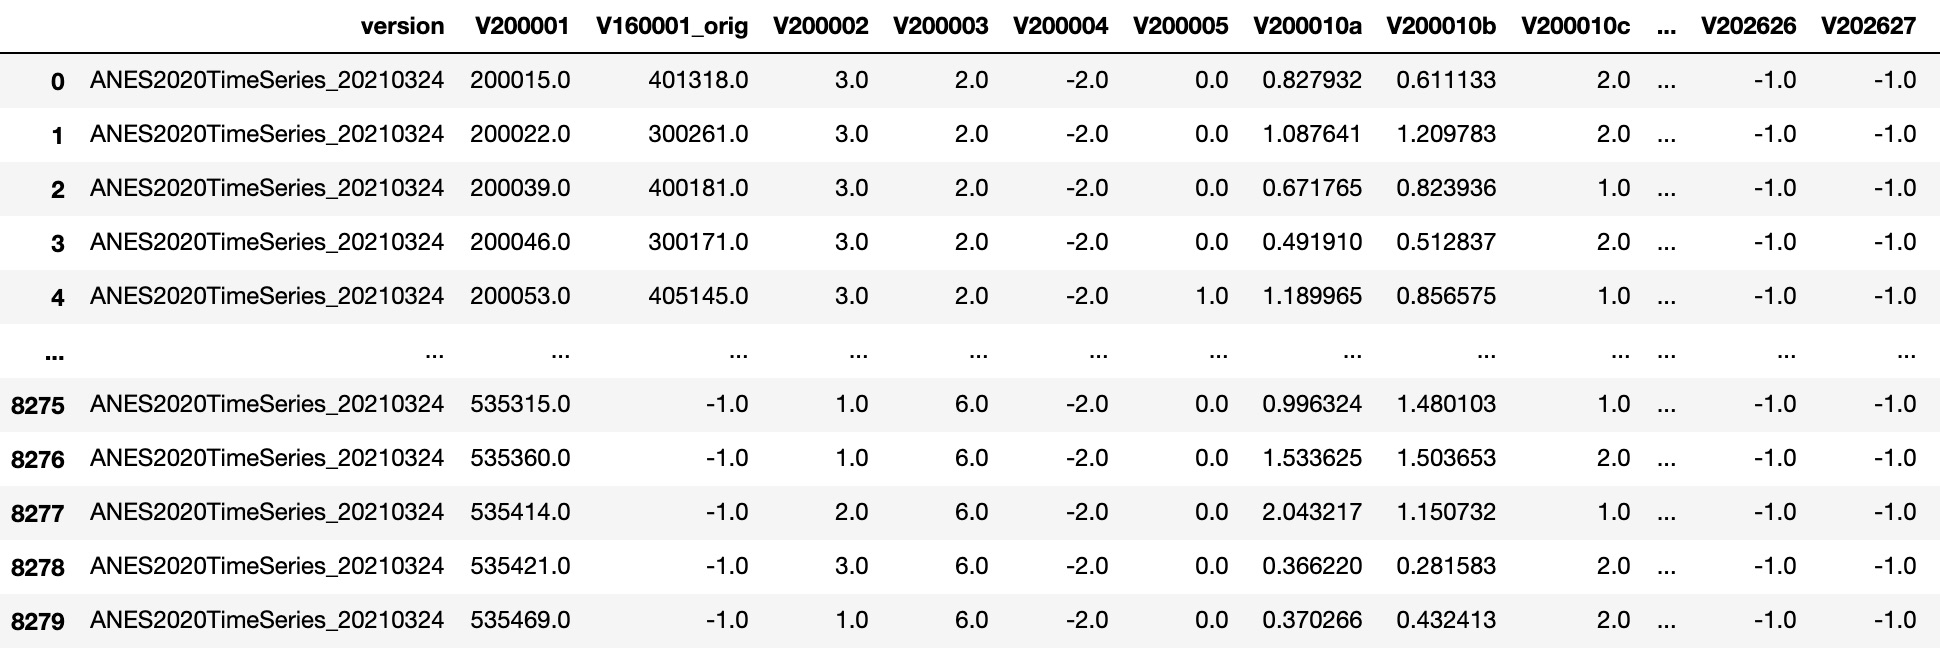 version V200001 V160001_orig V200002 V200003 V200004 V200005 V200010a V200010b V200010c ... V202626 V202627
0 ANES2020TimeSeries_20210324 200015.0 401318.0 3.0 2.0 -2.0 0.0 0.827932 0.611133 2.0 ... -1.0 -1.0
1 ANES2020TimeSeries_20210324 200022.0 300261.0 3.0 2.0 -2.0 0.0 1.087641 1.209783 2.0 ... -1.0 -1.0
2 ANES2020TimeSeries_20210324 200039.0 400181.0 3.0 2.0 -2.0 0.0 0.671765 0.823936 1.0 ... -1.0 -1.0
3 ANES2020TimeSeries_20210324 200046.0 300171.0 3.0 2.0 -2.0 0.0 0.491910 0.512837 2.0 ... -1.0 -1.0
4 ANES2020TimeSeries_20210324 200053.0 405145.0 3.0 2.0 -2.0 1.0 1.189965 0.856575 1.0 ... -1.0 -1.0
... ... ... ... ... ... ... ... ... ... ... ... ... ...
8275 ANES2020TimeSeries_20210324 535315.0 -1.0 1.0 6.0 -2.0 0.0 0.996324 1.480103 1.0 ... -1.0 -1.0
8276 ANES2020TimeSeries_20210324 535360.0 -1.0 1.0 6.0 -2.0 0.0 1.533625 1.503653 2.0 ... -1.0 -1.0
8277 ANES2020TimeSeries_20210324 535414.0 -1.0 2.0 6.0 -2.0 0.0 2.043217 1.150732 1.0 ... -1.0 -1.0
8278 ANES2020TimeSeries_20210324 535421.0 -1.0 3.0 6.0 -2.0 0.0 0.366220 0.281583 2.0 ... -1.0 -1.0
8279 ANES2020TimeSeries_20210324 535469.0 -1.0 1.0 6.0 -2.0 0.0 0.370266 0.432413 2.0 ... -1.0 -1.0